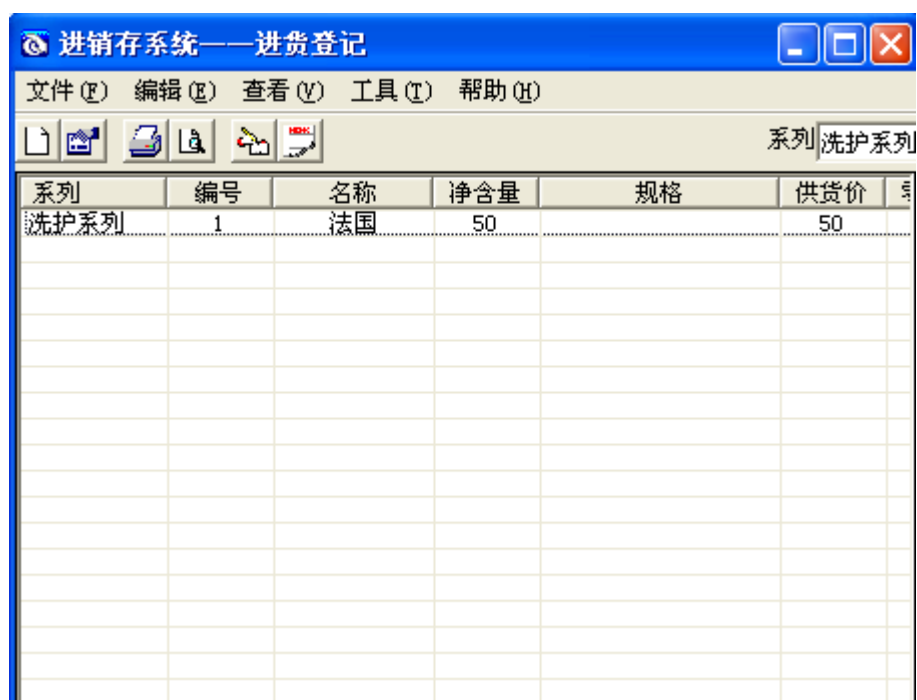 进销存系统——进货登记
文件(F) 编辑(E) 查看(V) 工具(T) 帮助(H)
系列 洗护系列
系列 编号 名称 净含量 规格 供货价
洗护系列 1 法国 50 50